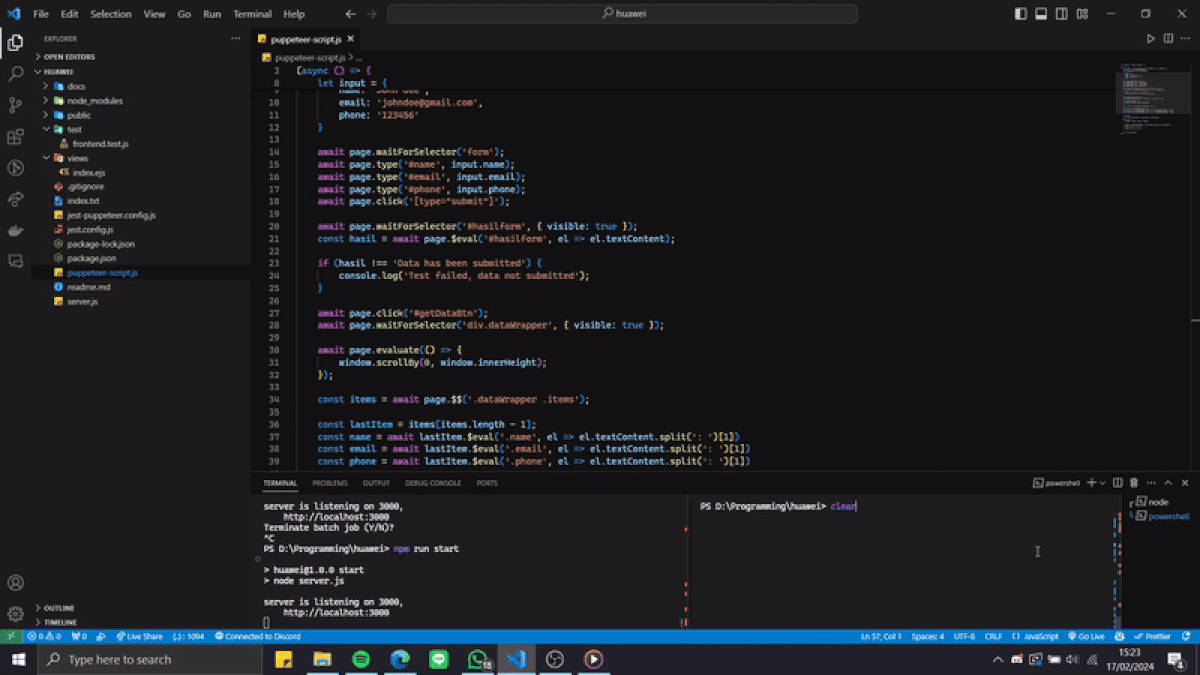 File Edit Selection View Go Run Terminal Help
huawei
EXPLORER
OPEN EDITORS
HUAWEI
docs
node_modules
public
test
frontend.test.js
views
index.ejs
.gitignore
index.txt
jest-puppeteer.config.js
jest.config.js
package-lock.json
package.json
puppeteer-script.js
readme.md
server.js
OUTLINE
TIMELINE
puppeteer-script.js
puppeteer-script.js > ...
3 (async () => {
8 let input = {
10 email: 'johndoe@gmail.com',
11 phone: '123456'
12 }
13
14 await page.waitForSelector('form');
15 await page.type('#name', input.name);
16 await page.type('#email', input.email);
17 await page.type('#phone', input.phone);
18 await page.click('[type="submit"]');
19
20 await page.waitForSelector('#hasilform', { visible: true });
21 const hasil = await page.$eval('#hasilform', el => el.textContent);
22
23 if (hasil !== 'Data has been submitted') {
24 console.log('Test failed, data not submitted');
25 }
26
27 await page.click('#getDataBtn');
28 await page.waitForSelector('div.dataWrapper', { visible: true });
29
30 await page.evaluate(() => {
31 window.scrollBy(0, window.innerHeight);
32 });
33
34 const items = await page.$$('.dataWrapper .items');
35
36 const lastItem = items[items.length - 1];
37 const name = await lastItem.$eval('.name', el => el.textContent.split(': ')[1])
38 const email = await lastItem.$eval('.email', el => el.textContent.split(': ')[1])
39 const phone = await lastItem.$eval('.phone', el => el.textContent.split(': ')[1])
TERMINAL PROBLEMS OUTPUT DEBUG CONSOLE PORTS
powershell
server is listening on 3000,
http://localhost:3000
Terminate batch job (Y/N)?
^C
PS D:\Programming\huawei> npm run start
> huawei@1.0.0 start
> node server.js
server is listening on 3000,
http://localhost:3000
PS D:\Programming\huawei> clear
node
powershell
0 0 0 Live Share 1094 Connected to Discord
Ln 57, Col 1 Spaces: 4 UTF-8 CRLF JavaScript Go Live Prettier
Type here to search
18
15:23
17/02/2024
4